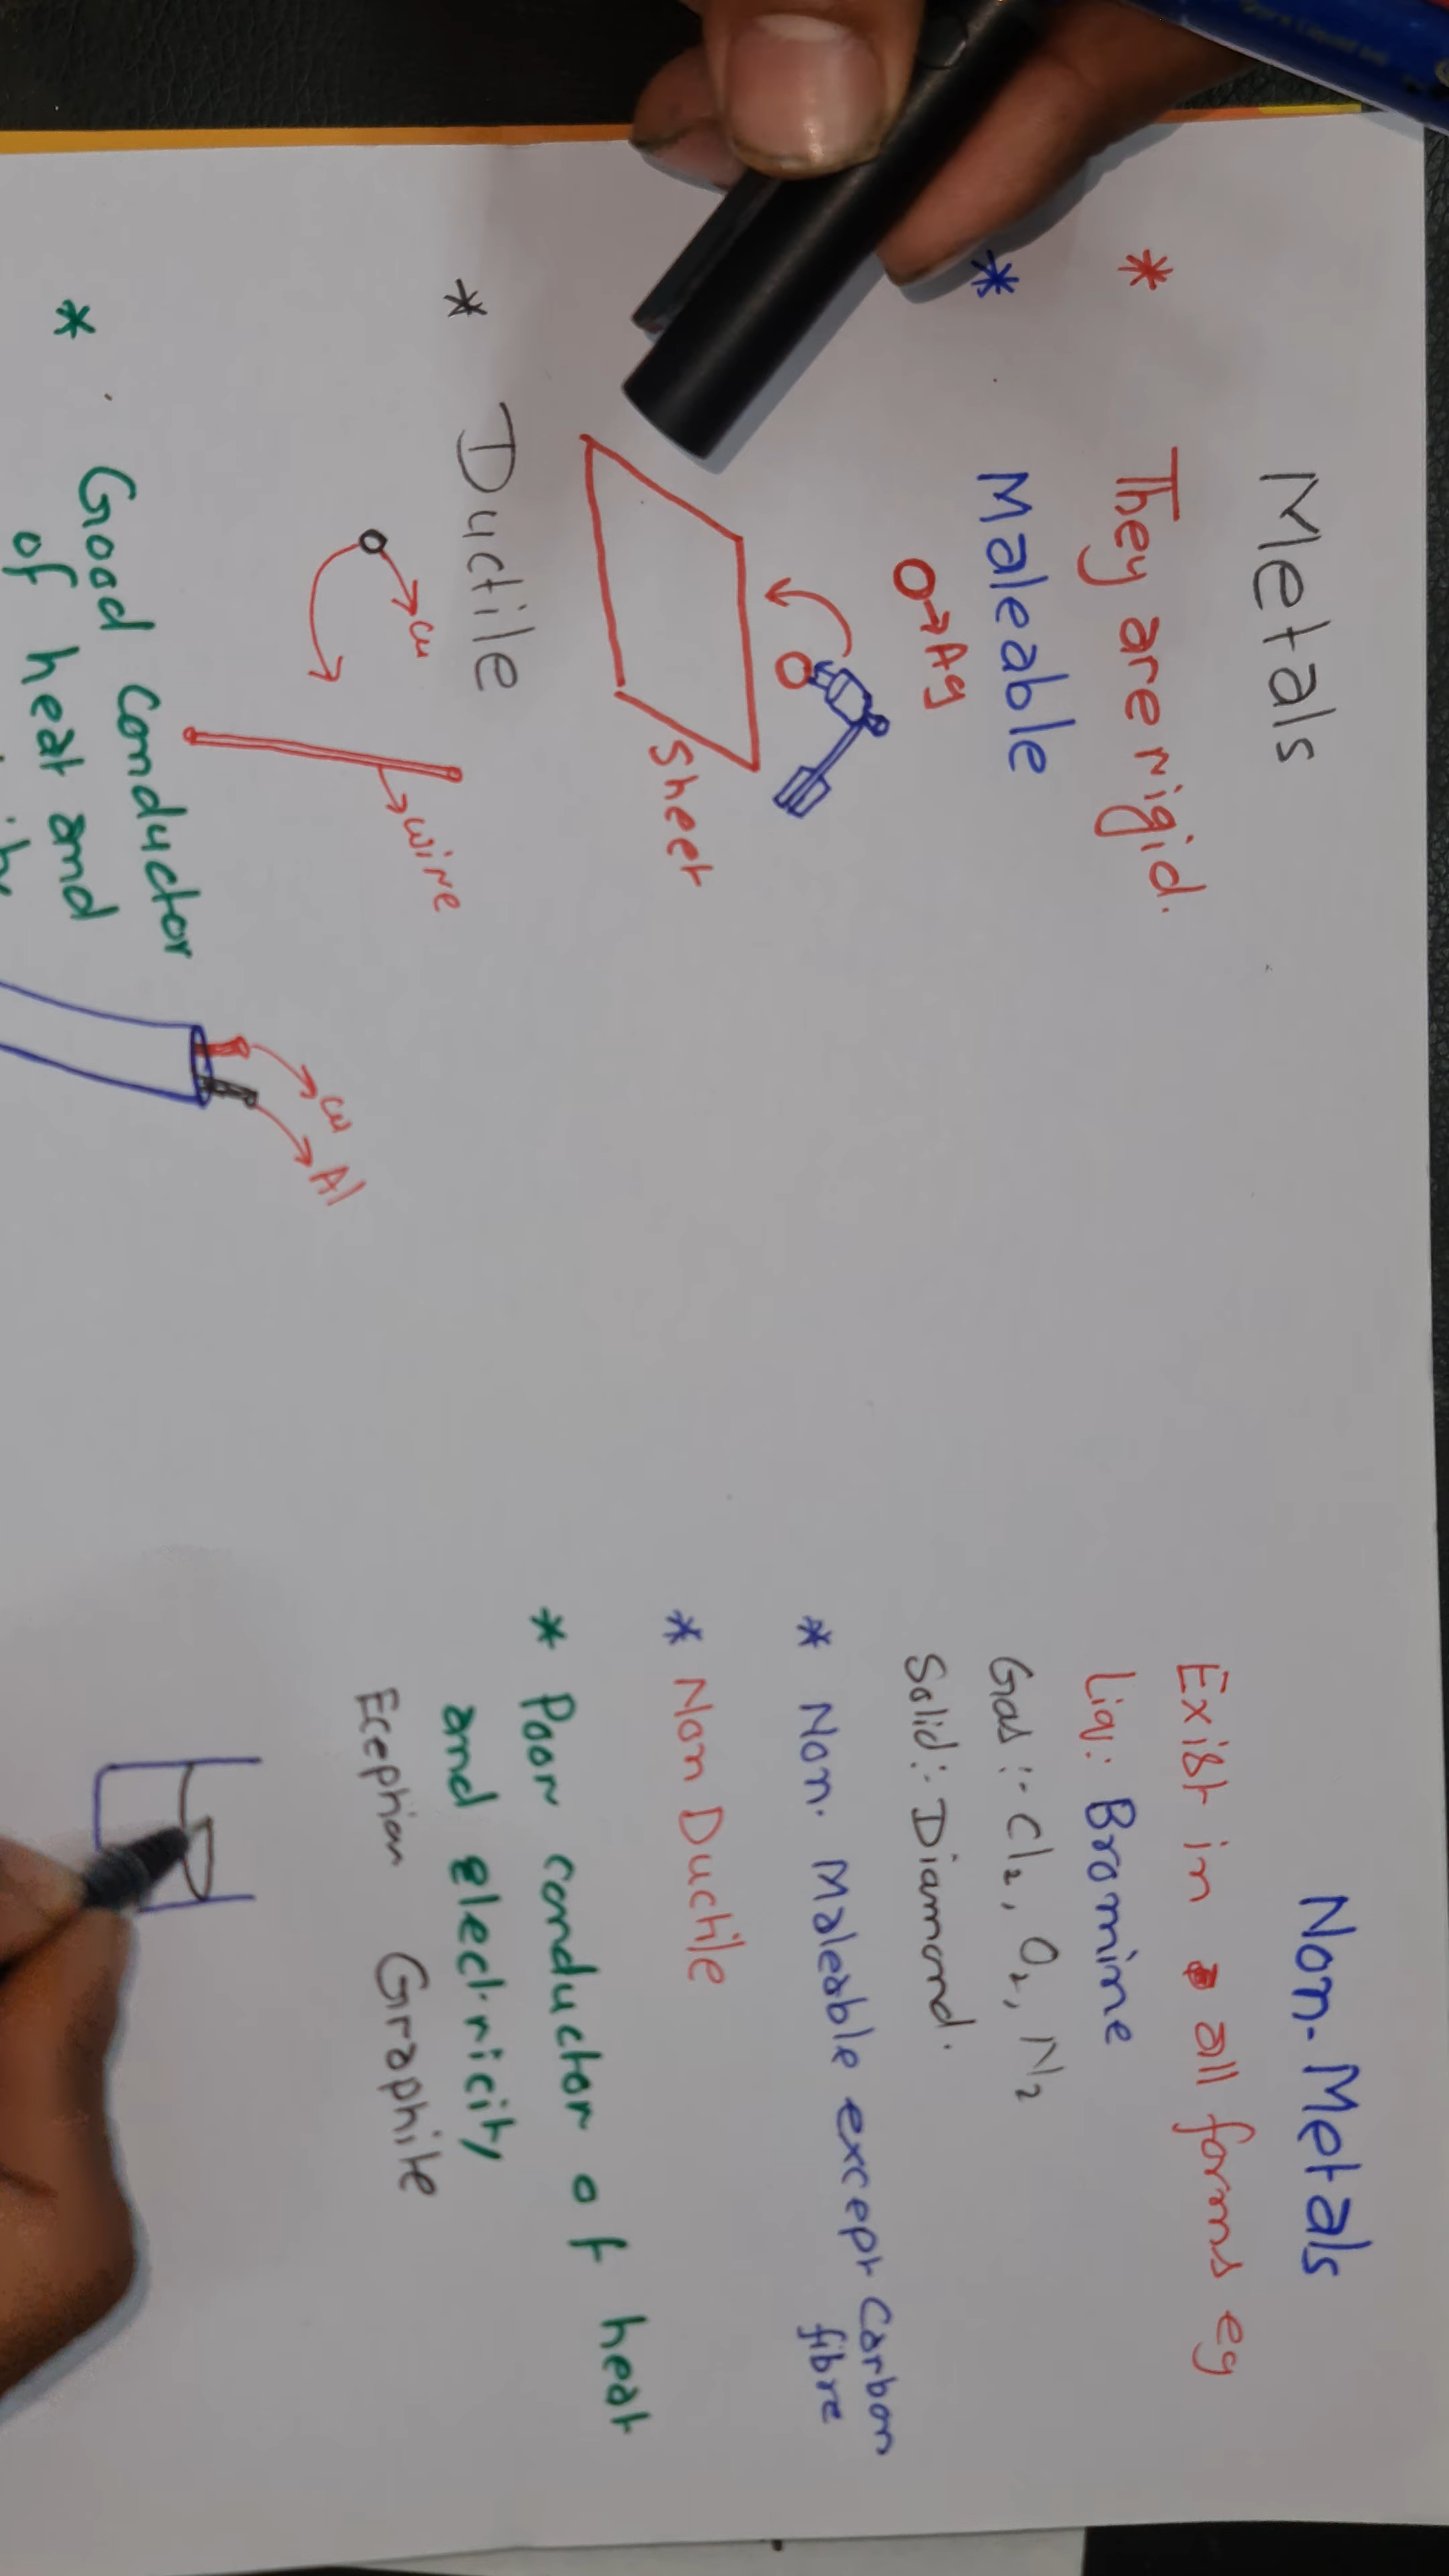 Metals
* They are rigid.
* Maleable
O→Ag
Sheet
* Ductile
Cu
wire
* Good conductor
of heat and
Cu
Al
Non-Metals
Exist in all forms eg
Liq: Bromine
Gas :- Cl₂, O₂, N₂
Solid:- Diamond.
* Non. Maleable except Carbon
fibre
* Non Ductile
* Poor conductor of heat
and electricity
Eception Graphite